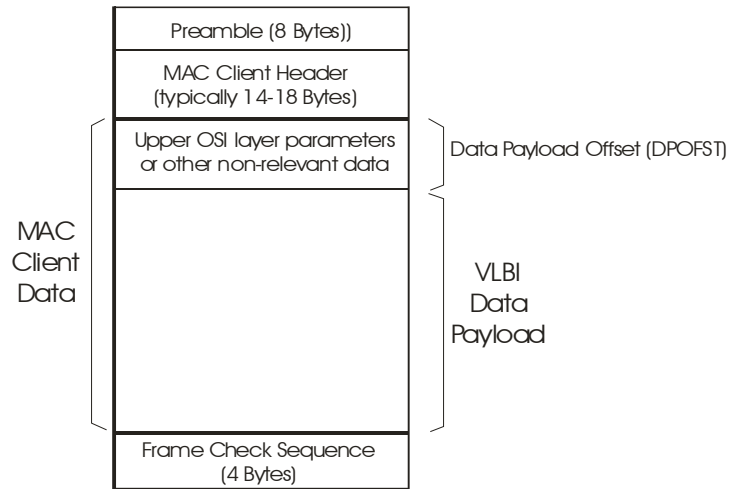 Preamble (8 Bytes))
MAC Client Header
(typically 14-18 Bytes)
Upper OSI layer parameters
or other non-relevant data
Data Payload Offset (DPOFST)
MAC
Client
Data
VLBI
Data
Payload
Frame Check Sequence
(4 Bytes)